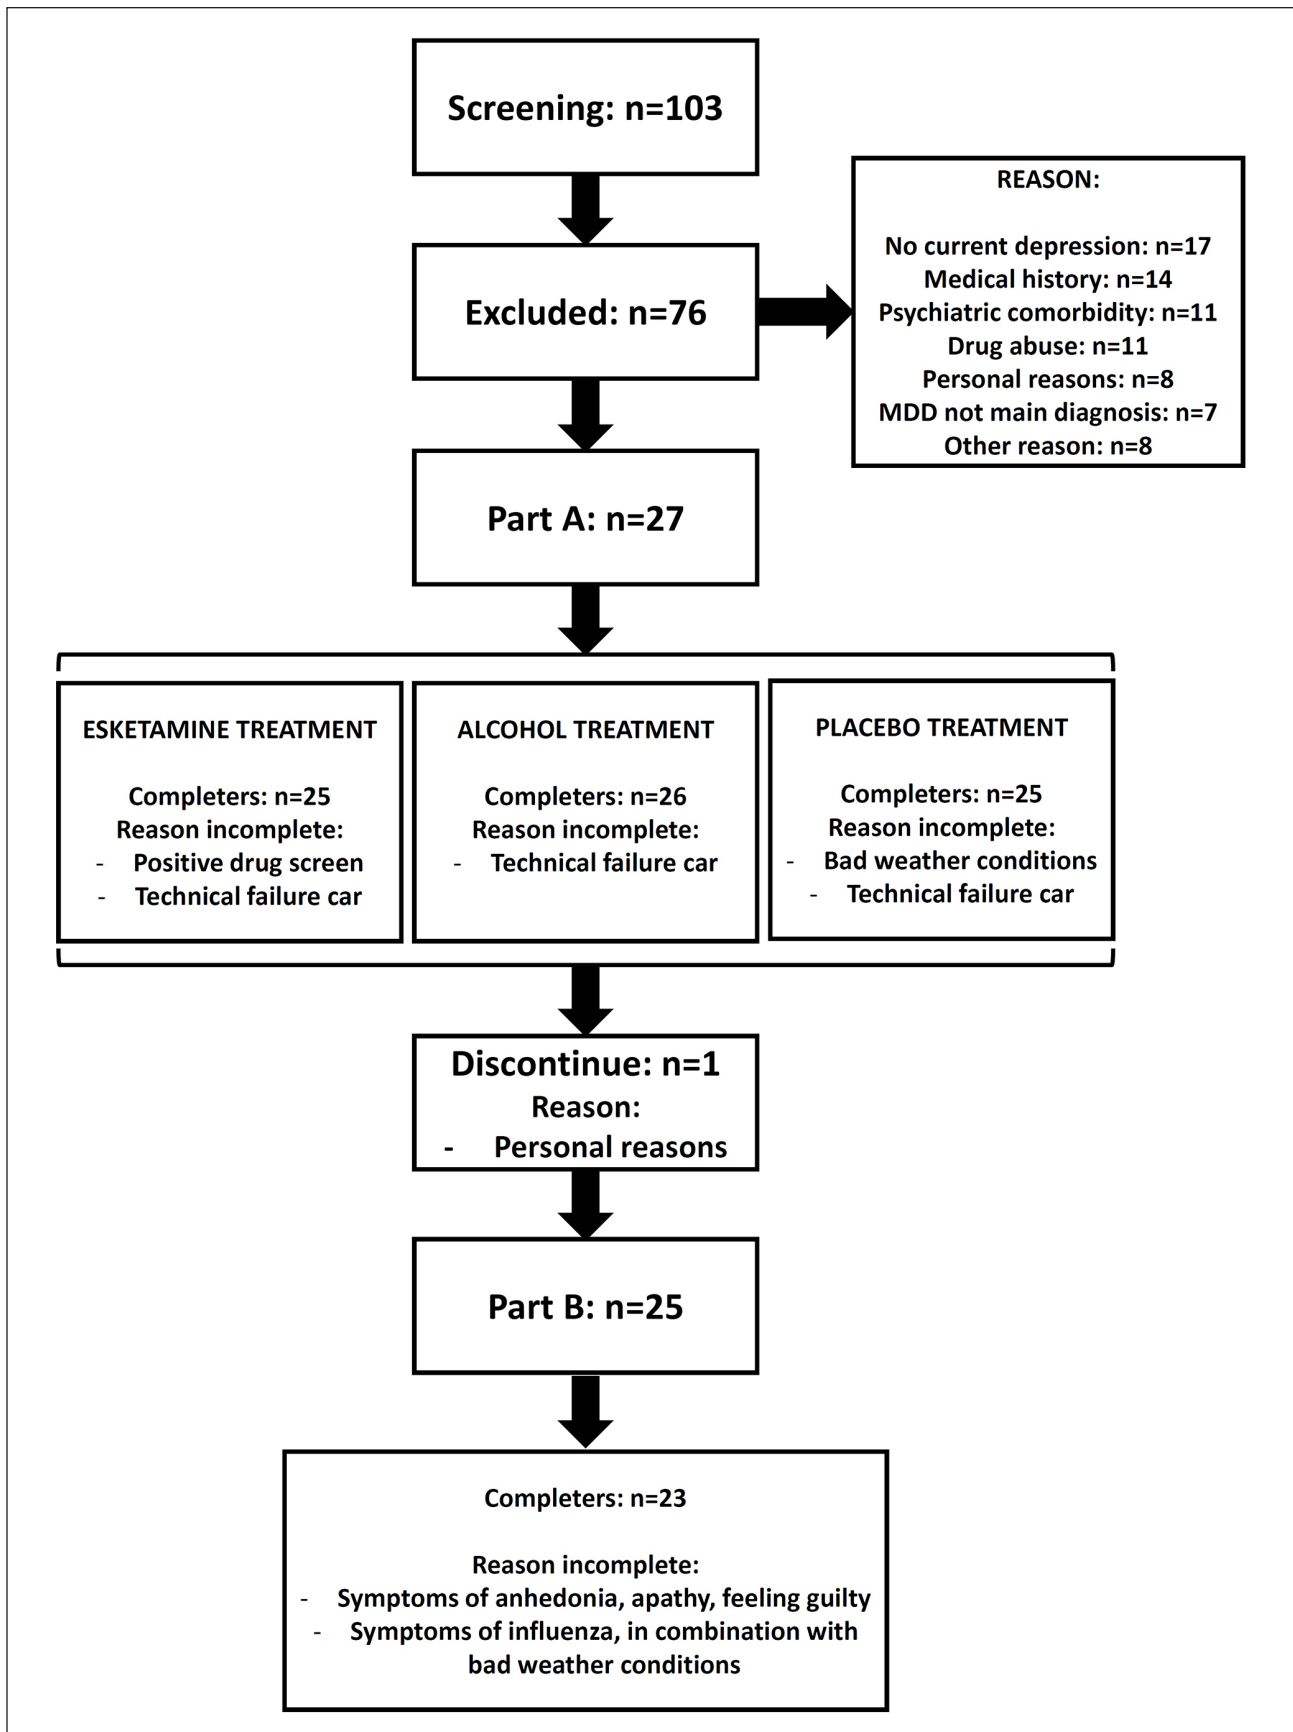 Screening: n=103
Excluded: n=76
REASON:
No current depression: n=17
Medical history: n=14
Psychiatric comorbidity: n=11
Drug abuse: n=11
Personal reasons: n=8
MDD not main diagnosis: n=7
Other reason: n=8
Part A: n=27
ESKETAMINE TREATMENT
Completers: n=25
Reason incomplete:
- Positive drug screen
- Technical failure car
ALCOHOL TREATMENT
Completers: n=26
Reason incomplete:
- Technical failure car
PLACEBO TREATMENT
Completers: n=25
Reason incomplete:
- Bad weather conditions
- Technical failure car
Discontinue: n=1
Reason:
- Personal reasons
Part B: n=25
Completers: n=23
Reason incomplete:
- Symptoms of anhedonia, apathy, feeling guilty
- Symptoms of influenza, in combination with
bad weather conditions